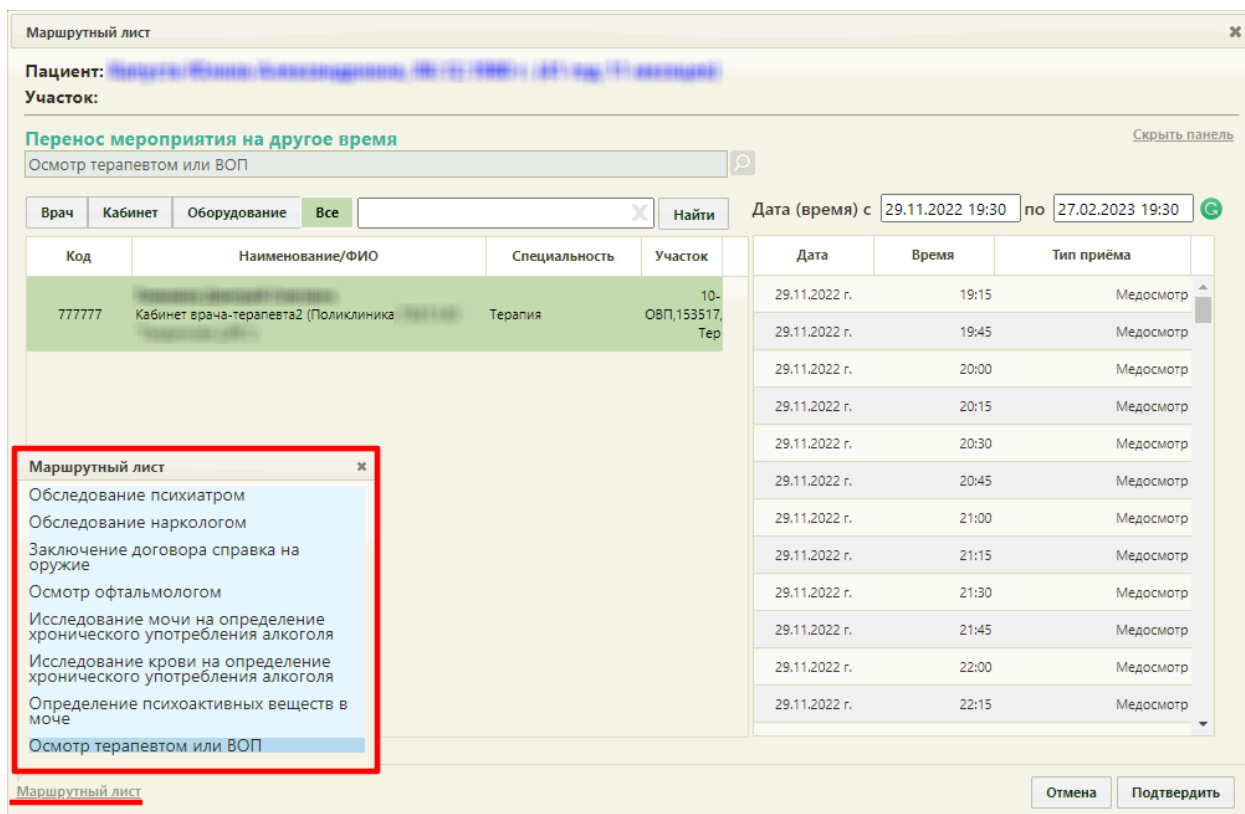 Маршрутный лист
Пациент:
Участок:
Перенос мероприятия на другое время
Скрыть панель
Осмотр терапевтом или ВОП
Врач Кабинет Оборудование Все Найти
Дата (время) с 29.11.2022 19:30 по 27.02.2023 19:30
Код Наименование/ФИО Специальность Участок
777777 Кабинет врача-терапевта2 (Поликлиника Терапия
10-
ОВП,153517,
Тер
Дата Время Тип приёма
29.11.2022 г. 19:15 Медосмотр
29.11.2022 г. 19:45 Медосмотр
29.11.2022 г. 20:00 Медосмотр
29.11.2022 г. 20:15 Медосмотр
29.11.2022 г. 20:30 Медосмотр
29.11.2022 г. 20:45 Медосмотр
29.11.2022 г. 21:00 Медосмотр
29.11.2022 г. 21:15 Медосмотр
29.11.2022 г. 21:30 Медосмотр
29.11.2022 г. 21:45 Медосмотр
29.11.2022 г. 22:00 Медосмотр
29.11.2022 г. 22:15 Медосмотр
Маршрутный лист
Обследование психиатром
Обследование наркологом
Заключение договора справка на
оружие
Осмотр офтальмологом
Исследование мочи на определение
хронического употребления алкоголя
Исследование крови на определение
хронического употребления алкоголя
Определение психоактивных веществ в
моче
Осмотр терапевтом или ВОП
Маршрутный лист
Отмена Подтвердить